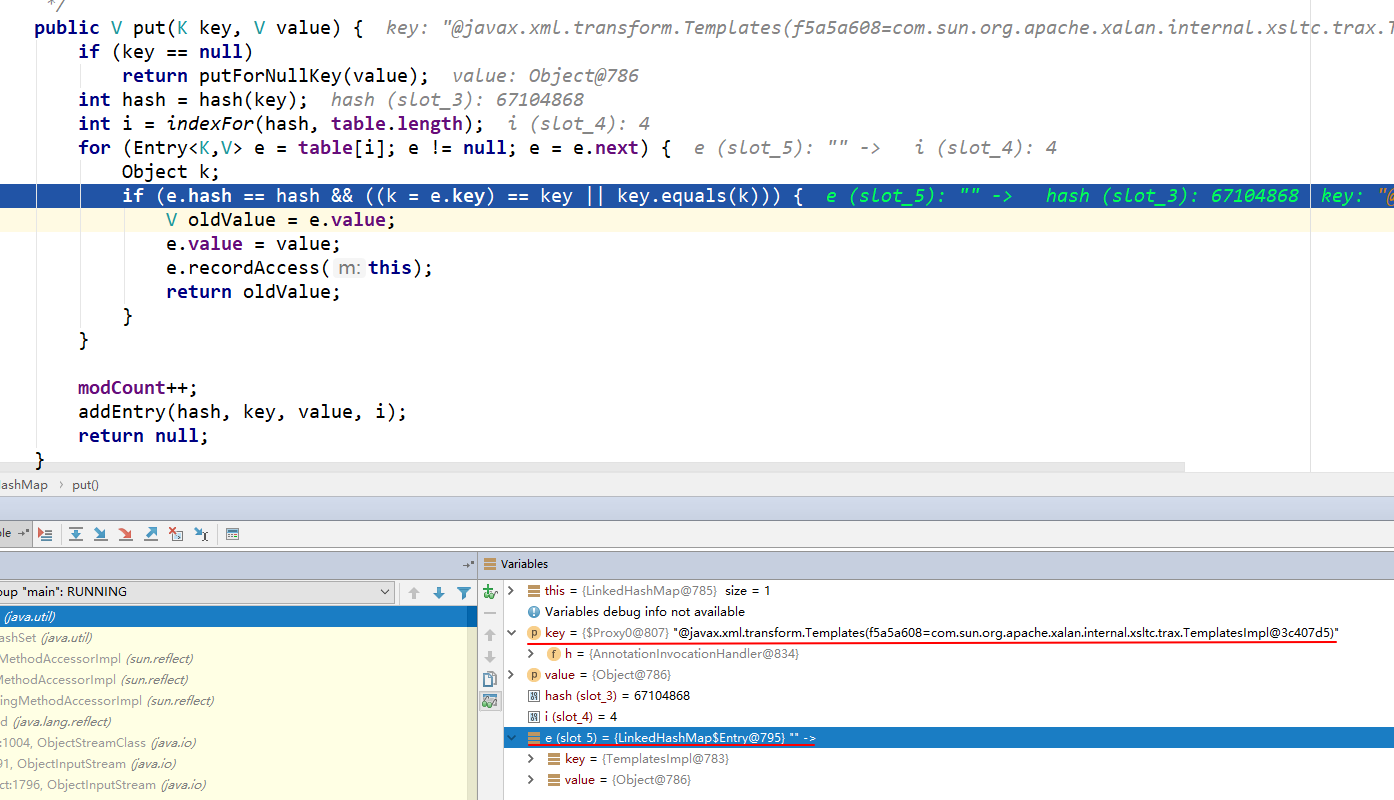 */
public V put(K key, V value) {  key: "@javax.xml.transform.Templates(f5a5a608=com.sun.org.apache.xalan.internal.xsltc.trax.T
if (key == null)
return putForNullKey(value);  value: Object@786
int hash = hash(key);  hash (slot_3): 67104868
int i = indexFor(hash, table.length);  i (slot_4): 4
for (Entry<K,V> e = table[i]; e != null; e = e.next) {  e (slot_5): "" ->   i (slot_4): 4
Object k;
if (e.hash == hash && ((k = e.key) == key || key.equals(k))) {  e (slot_5): "" ->   hash (slot_3): 67104868  key: "@
V oldValue = e.value;
e.value = value;
e.recordAccess( m: this);
return oldValue;
}
}
modCount++;
addEntry(hash, key, value, i);
return null;
}
ashMap › put()
ole
Variables
oup "main": RUNNING
(java.util)
ashSet (java.util)
MethodAccessorImpl (sun.reflect)
MethodAccessorImpl (sun.reflect)
ingMethodAccessorImpl (sun.reflect)
d (java.lang.reflect)
:1004, ObjectStreamClass (java.io)
91, ObjectInputStream (java.io)
ct:1796, ObjectInputStream (java.io)
this = {LinkedHashMap@785}  size = 1
Variables debug info not available
key = {$Proxy0@807} "@javax.xml.transform.Templates(f5a5a608=com.sun.org.apache.xalan.internal.xsltc.trax.TemplatesImpl@3c407d5)"
h = {AnnotationInvocationHandler@834}
value = {Object@786}
hash (slot_3) = 67104868
i (slot_4) = 4
e (slot_5) = {LinkedHashMap$Entry@795} "" ->
key = {TemplatesImpl@783}
value = {Object@786}